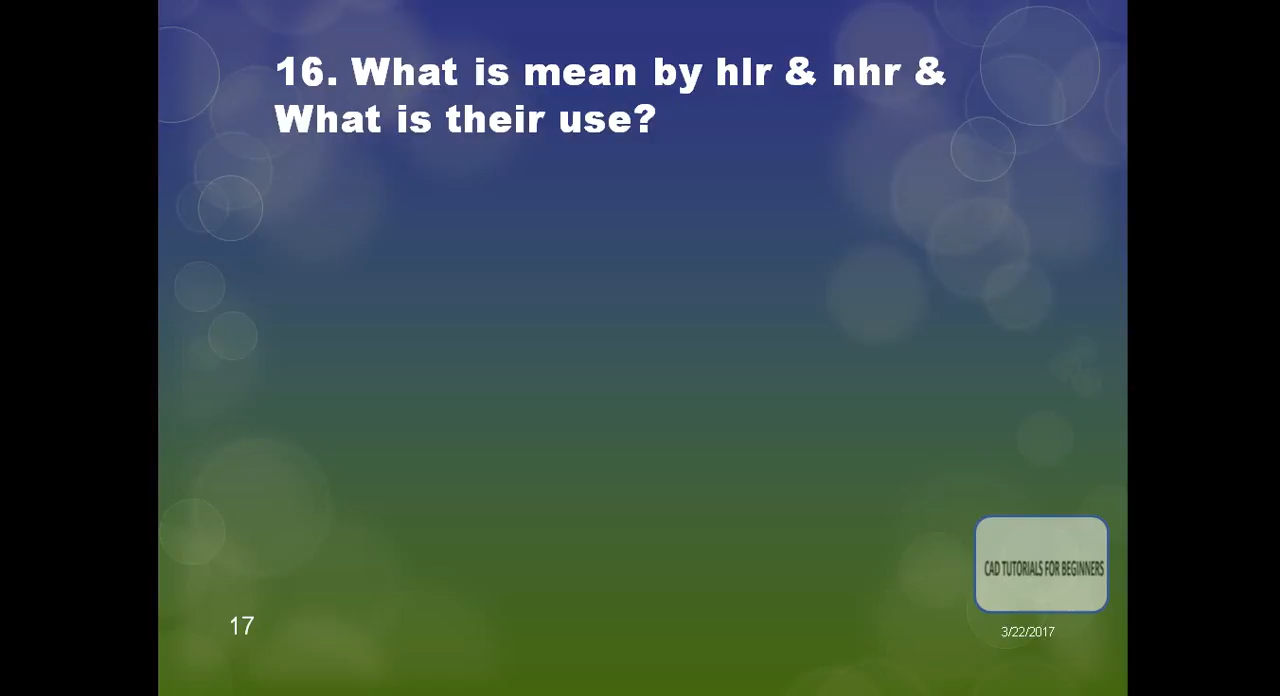 16. What is mean by hlr & nhr &
What is their use?
CAD TUTORIALS FOR BEGINNERS
17
3/22/2017